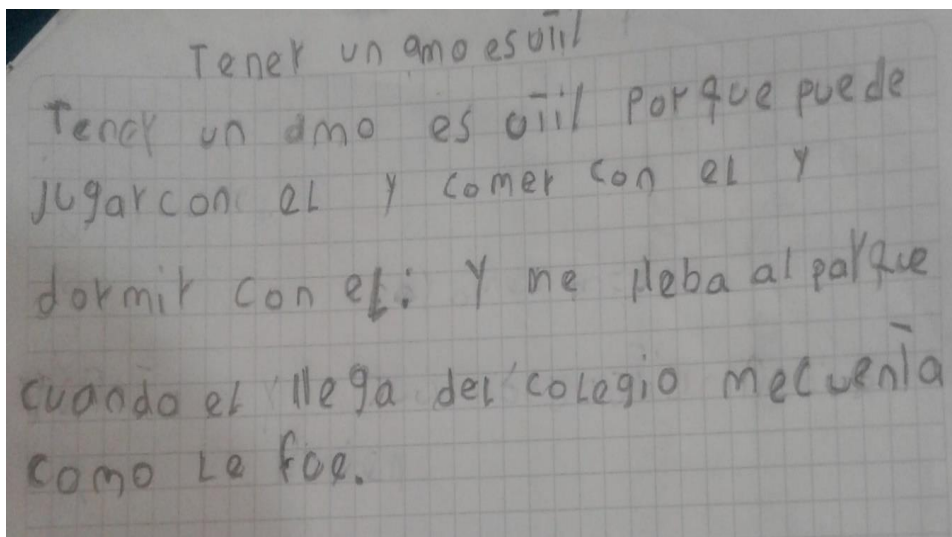 Tener un amo es util
Tener un amo es util porque puede
jugar con el y comer con el y
dormir con el: y me lleba al parque
cuando el llega del colegio me cuenta
como le fue.